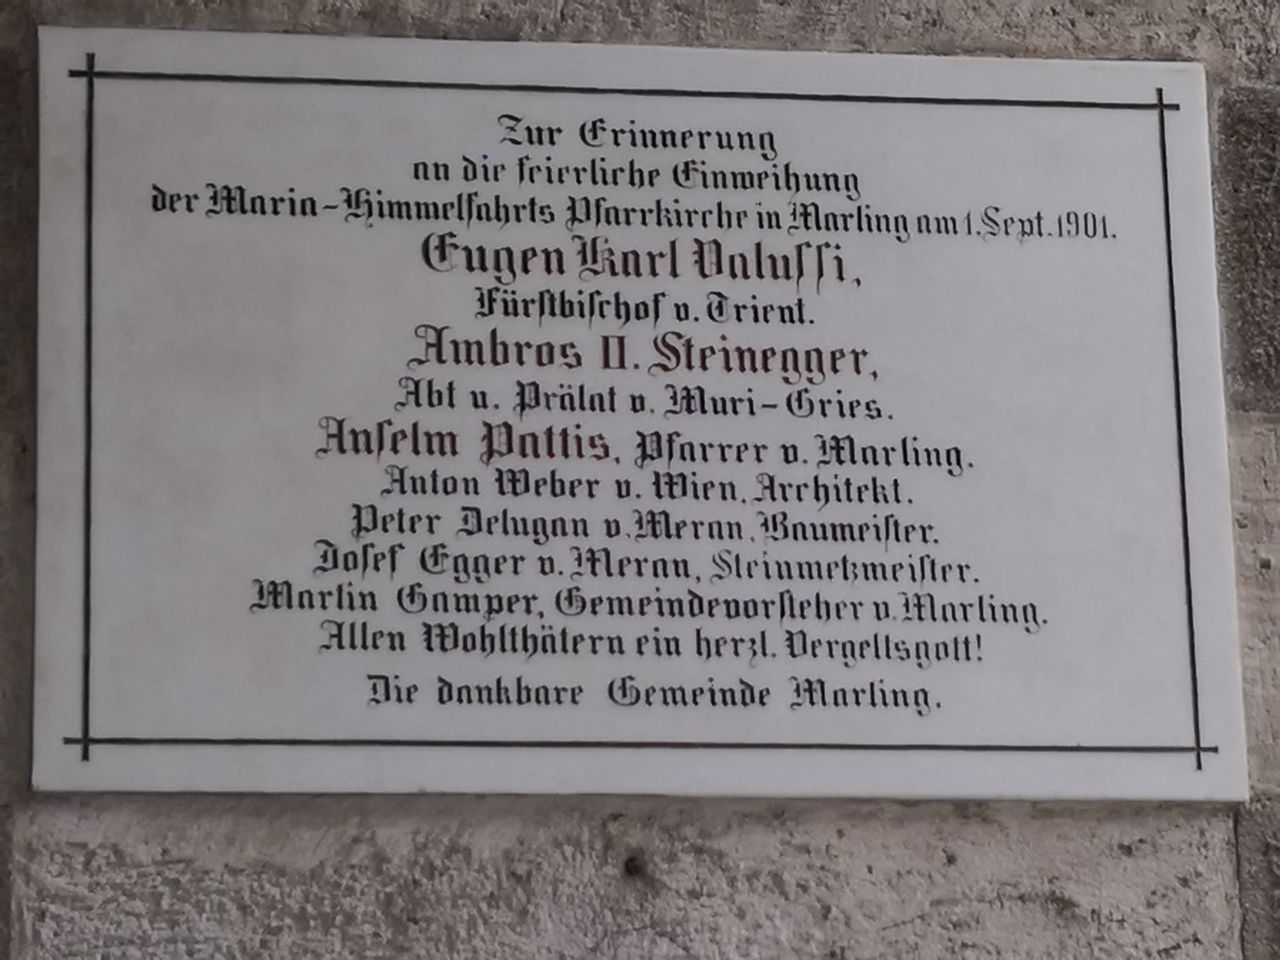 Zur Erinnerung
an die feierliche Einweihung
der Maria-Himmelfahrts Pfarrkirche in Marling am 1. Sept. 1901.
Eugen Karl Valuſſi,
Fürſtbiſchof v. Trient.
Ambros II. Steinegger,
Abt u. Prälat v. Muri-Gries.
Anſelm Pattis, Pfarrer v. Marling.
Anton Weber v. Wien, Architekt.
Peter Delugan v. Meran, Baumeiſter.
Joſef Egger v. Meran, Steinmetzmeiſter.
Martin Gamper, Gemeindevorſteher v. Marling.
Allen Wohlthätern ein herzl. Vergeltsgott!
Die dankbare Gemeinde Marling.